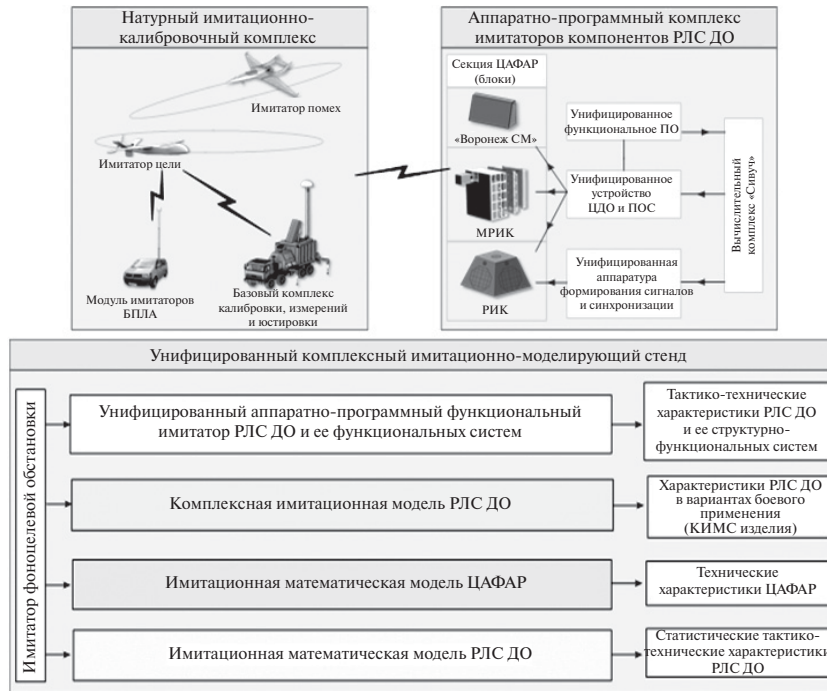 Натурный имитационно-
калибровочный комплекс
Имитатор помех
Имитатор цели
Модуль имитаторов
БПЛА
Базовый комплекс
калибровки, измерений
и юстировки
Аппаратно-программный комплекс
имитаторов компонентов РЛС ДО
Секция ЦАФАР
(блоки)
«Воронеж СМ»
МРИК
РИК
Унифицированное
функциональное ПО
Унифицированное
устройство
ЦДО и ПОС
Унифицированная
аппаратура
формирования сигналов
и синхронизации
Вычислительный
комплекс «Сивуч»
Унифицированный комплексный имитационно-моделирующий стенд
Имитатор фоноцелевой обстановки
Унифицированный аппаратно-программный функциональный
имитатор РЛС ДО и ее функциональных систем
Тактико-технические
характеристики РЛС ДО
и ее структурно-
функциональных систем
Комплексная имитационная модель РЛС ДО
Характеристики РЛС ДО
в вариантах боевого
применения
(КИМС изделия)
Имитационная математическая модель ЦАФАР
Технические
характеристики ЦАФАР
Имитационная математическая модель РЛС ДО
Статистические тактико-
технические характеристики
РЛС ДО